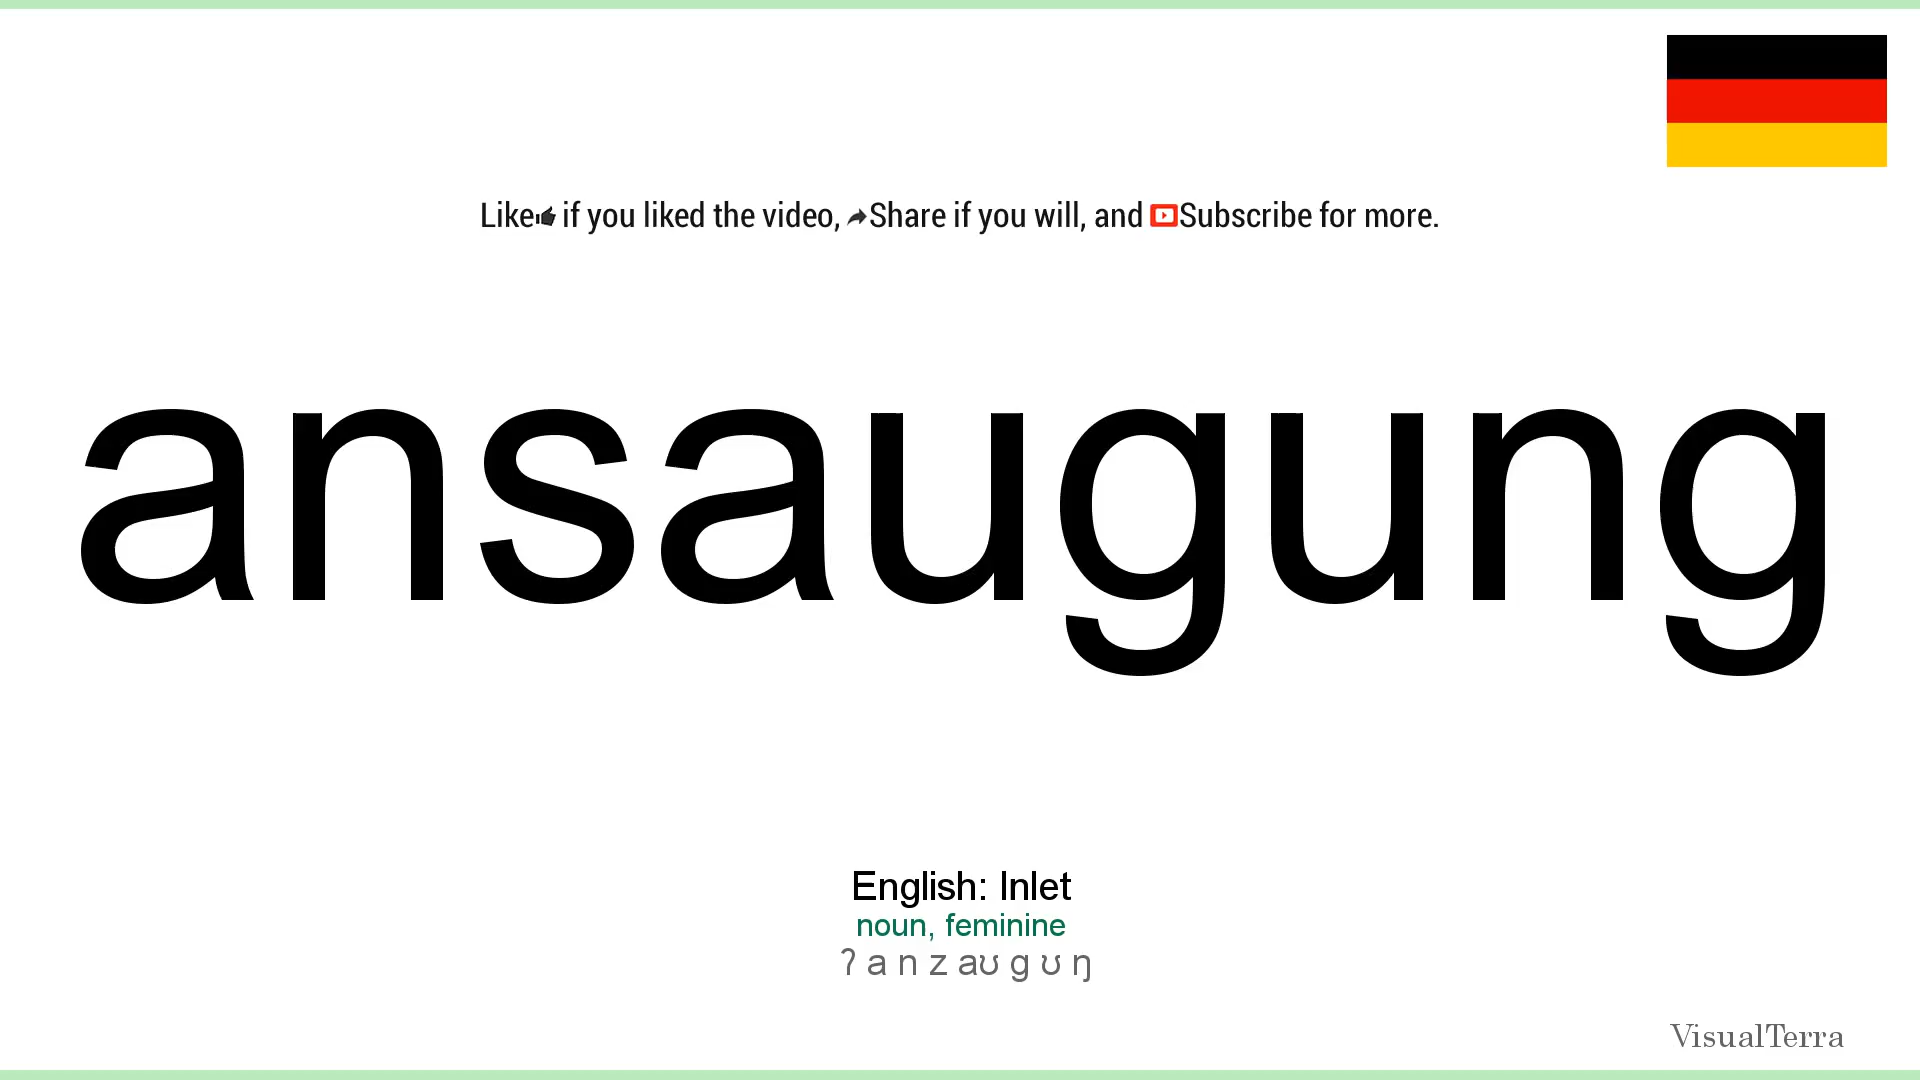 Like if you liked the video, Share if you will, and Subscribe for more.
ansaugung
English: Inlet
noun, feminine
ʔ a n z aʊ g ʊ ŋ
VisualTerra